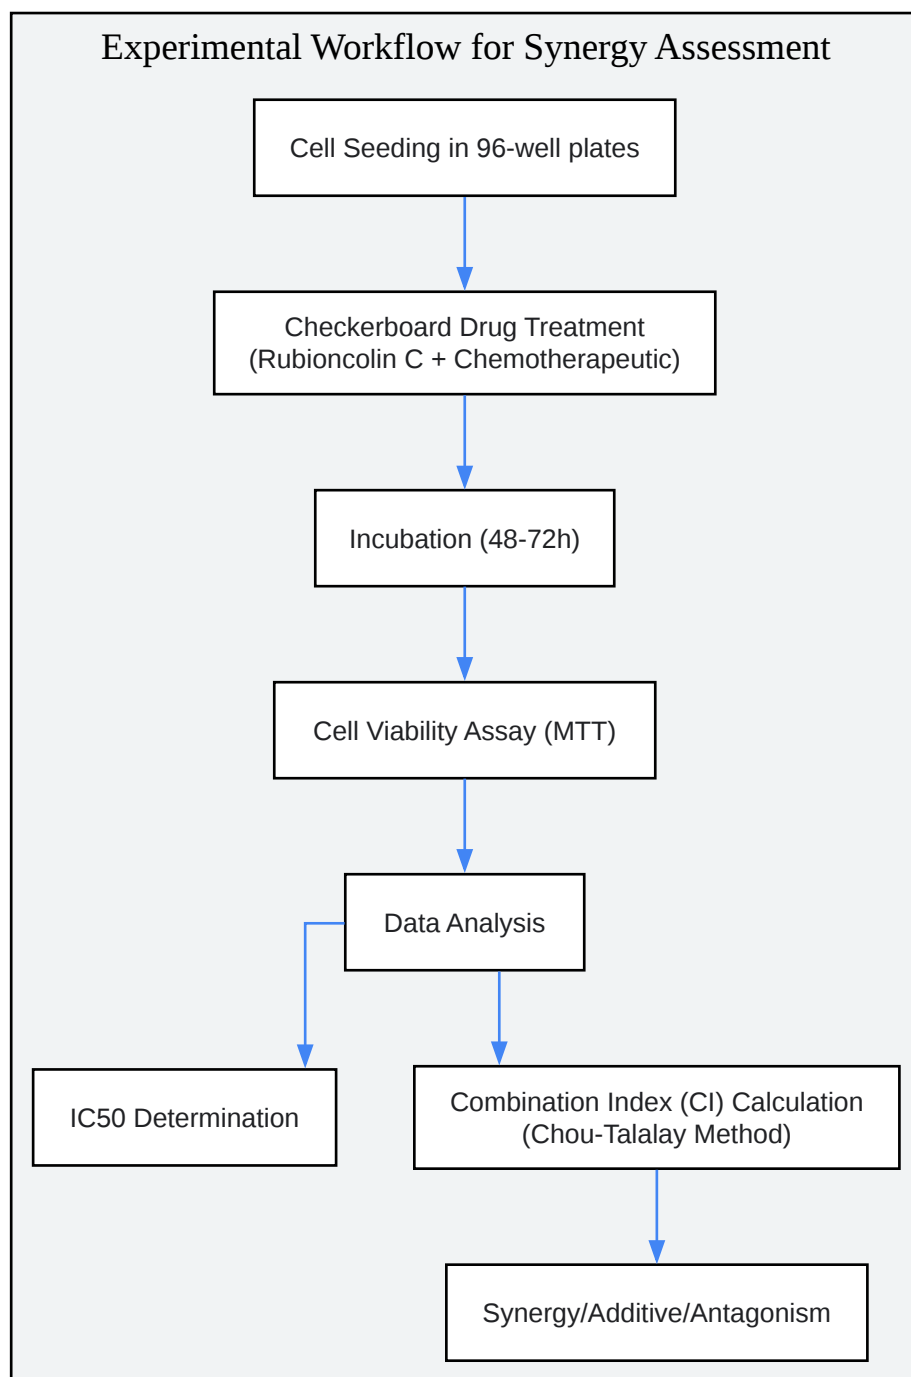 Experimental Workflow for Synergy Assessment
Cell Seeding in 96-well plates
Checkerboard Drug Treatment
(Rubioncolin C + Chemotherapeutic)
Incubation (48-72h)
Cell Viability Assay (MTT)
Data Analysis
IC50 Determination
Combination Index (CI) Calculation
(Chou-Talalay Method)
Synergy/Additive/Antagonism